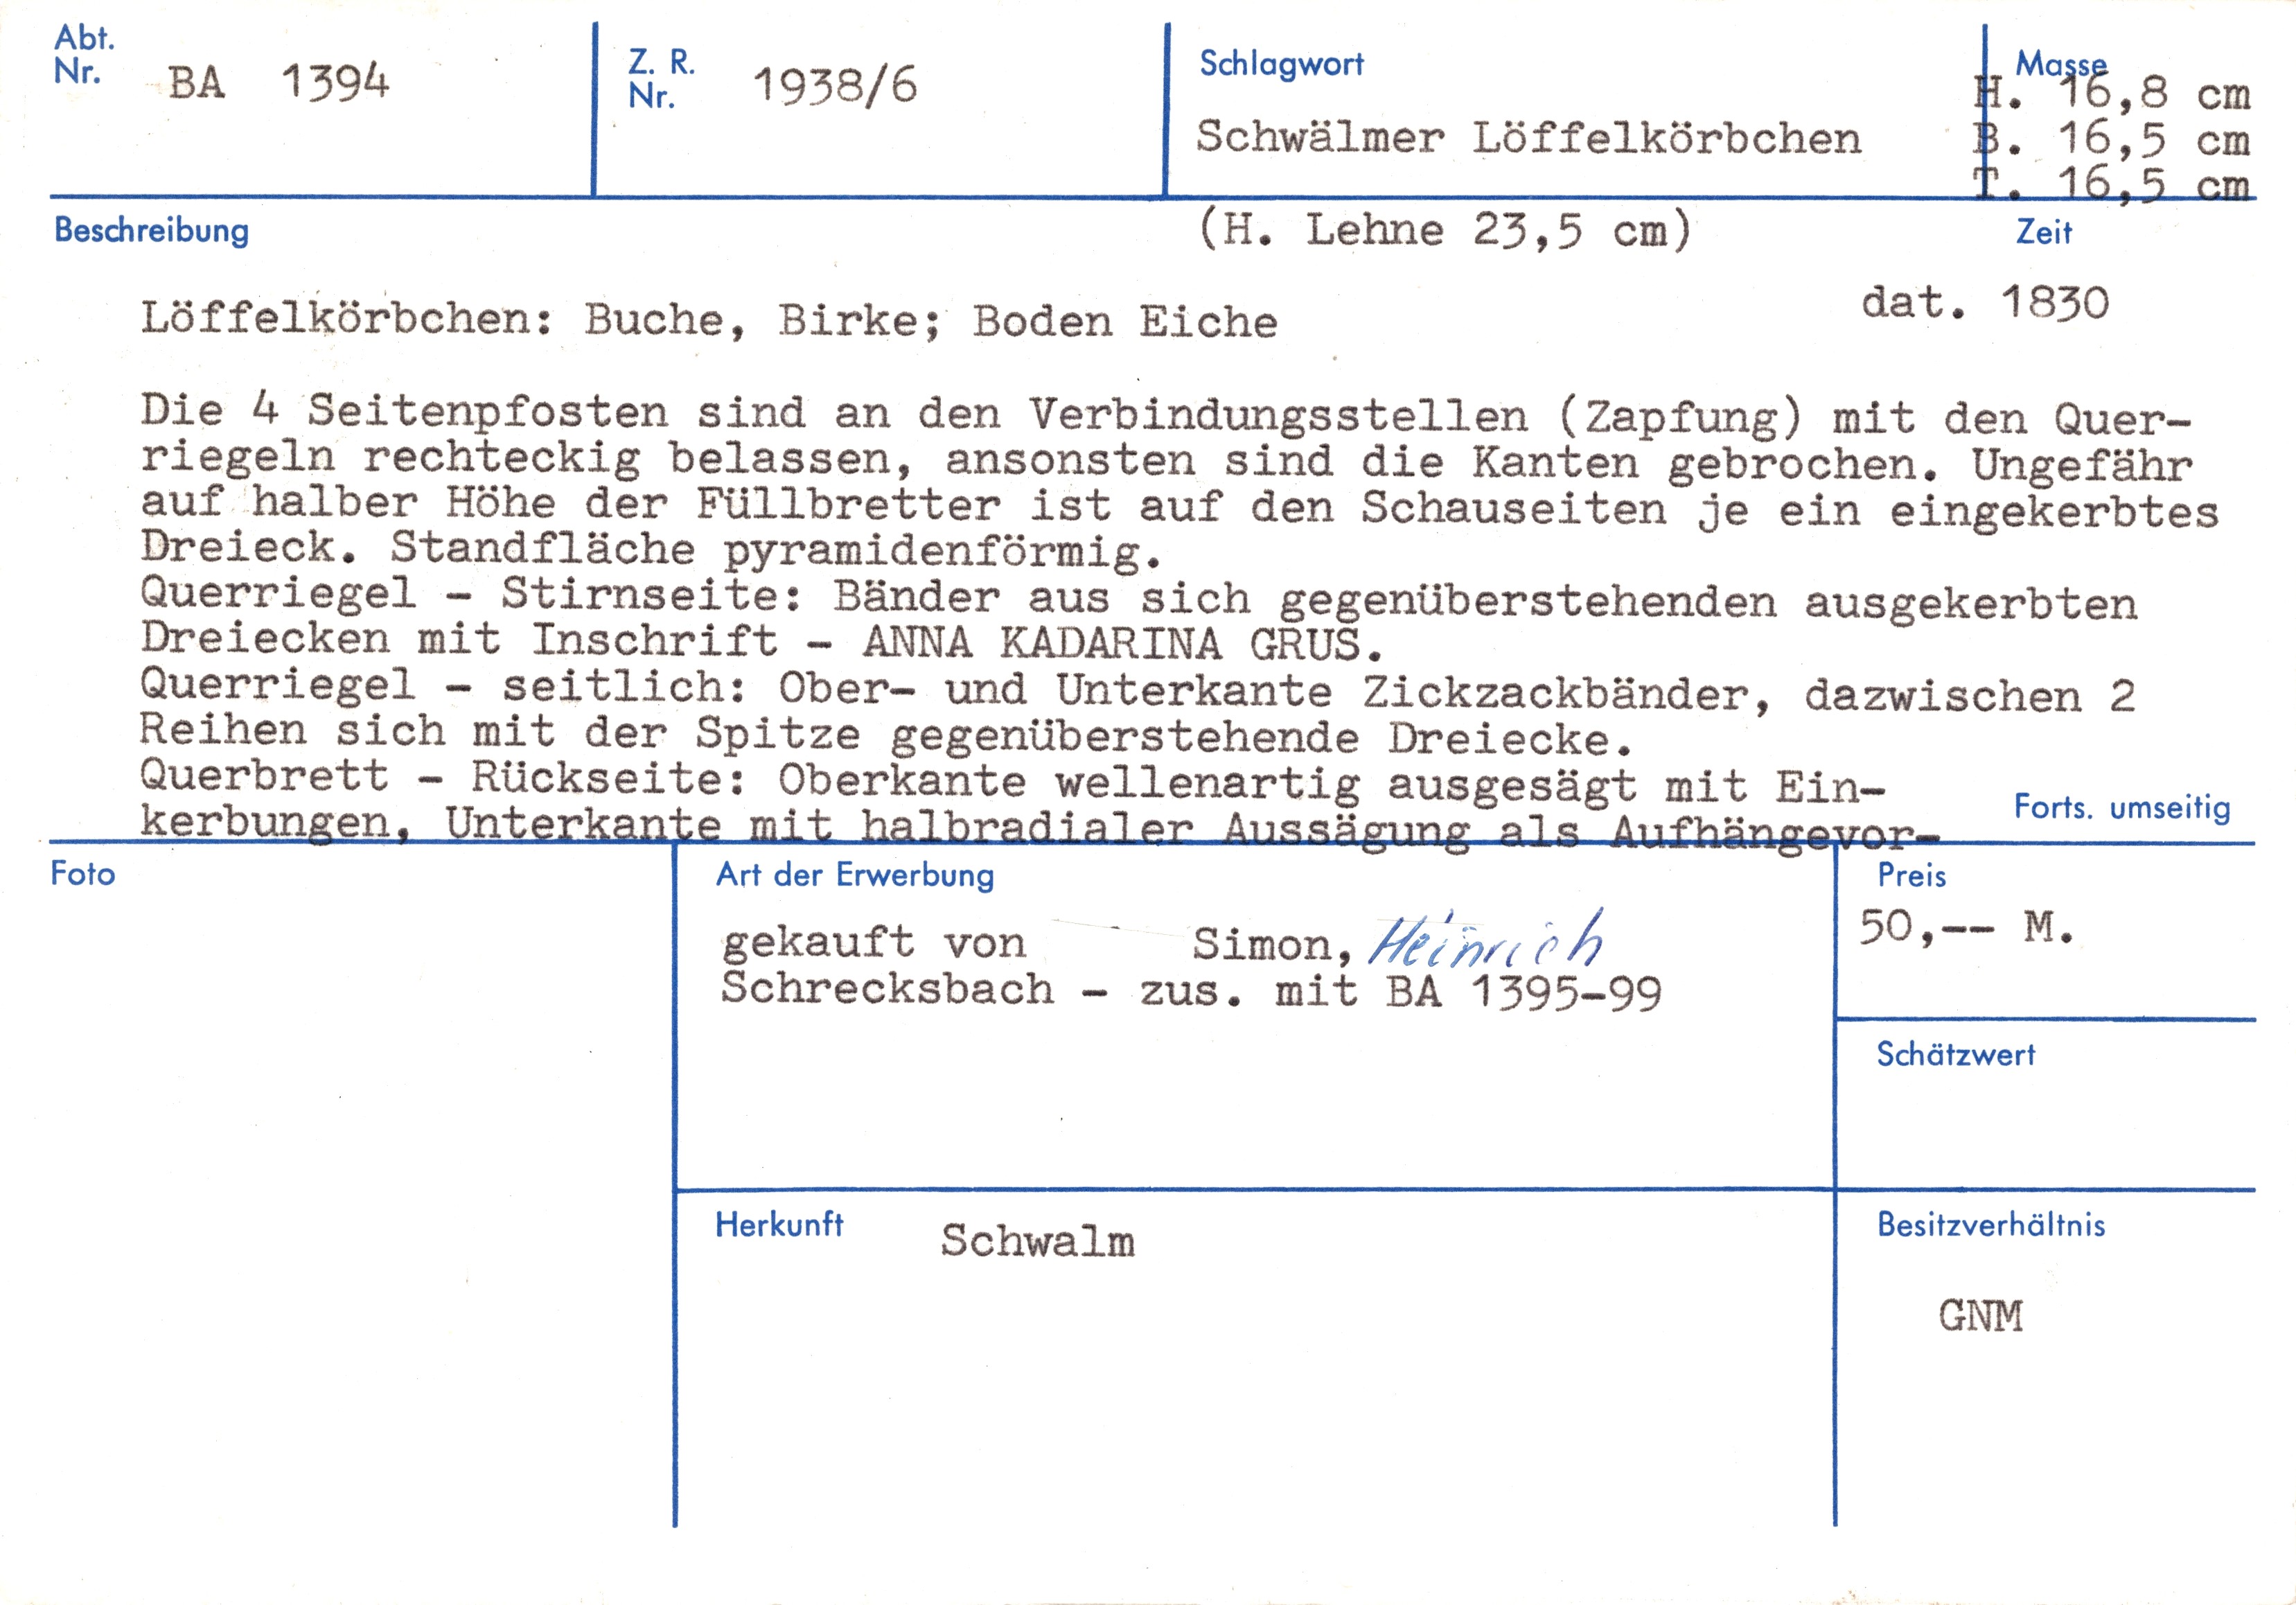 Abt.
Nr. BA 1394
Z. R.
Nr. 1938/6
Schlagwort
Schwälmer Löffelkörbchen
(H. Lehne 23,5 cm)
Masse
H. 16,8 cm
B. 16,5 cm
T. 16,5 cm
Beschreibung
Zeit
dat. 1830
Löffelkörbchen: Buche, Birke; Boden Eiche
Die 4 Seitenpfosten sind an den Verbindungsstellen (Zapfung) mit den Quer-
riegeln rechteckig belassen, ansonsten sind die Kanten gebrochen. Ungefähr
auf halber Höhe der Füllbretter ist auf den Schauseiten je ein eingekerbtes
Dreieck. Standfläche pyramidenförmig.
Querriegel - Stirnseite: Bänder aus sich gegenüberstehenden ausgekerbten
Dreiecken mit Inschrift - ANNA KADARINA GRUS.
Querriegel - seitlich: Ober- und Unterkante Zickzackbänder, dazwischen 2
Reihen sich mit der Spitze gegenüberstehende Dreiecke.
Querbrett - Rückseite: Oberkante wellenartig ausgesägt mit Ein-
kerbungen, Unterkante mit halbradialer Aussägung als Aufhängevor-
Forts. umseitig
Foto
Art der Erwerbung
gekauft von Simon, Heinrich
Schrecksbach - zus. mit BA 1395-99
Preis
50,-- M.
Schätzwert
Herkunft Schwalm
Besitzverhältnis
GNM